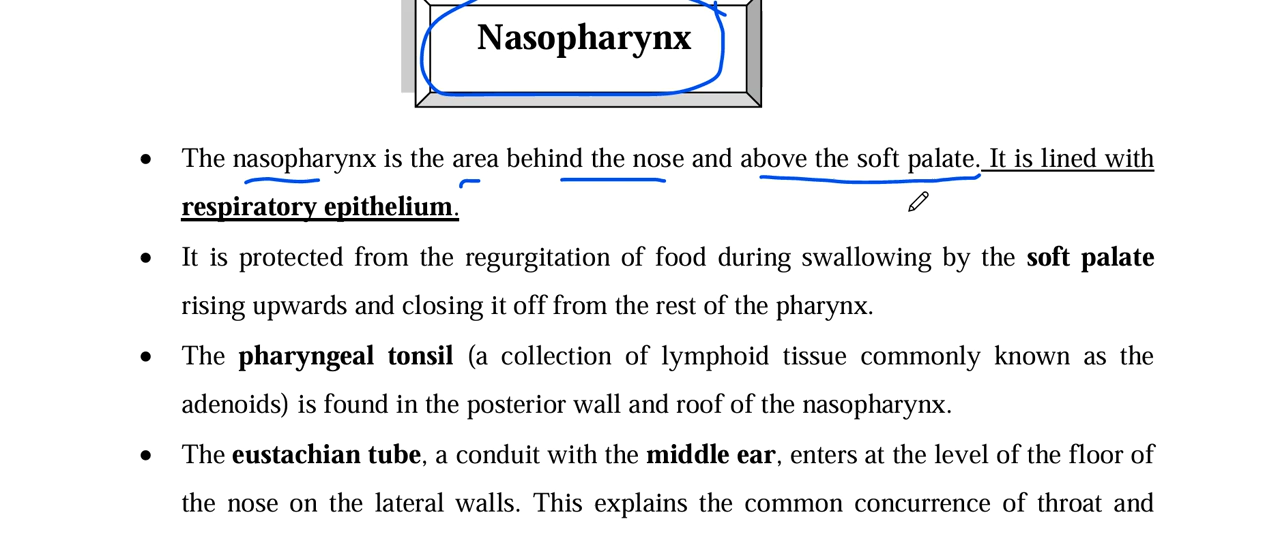 Nasopharynx
• The nasopharynx is the area behind the nose and above the soft palate. It is lined with
respiratory epithelium.
• It is protected from the regurgitation of food during swallowing by the soft palate
rising upwards and closing it off from the rest of the pharynx.
• The pharyngeal tonsil (a collection of lymphoid tissue commonly known as the
adenoids) is found in the posterior wall and roof of the nasopharynx.
• The eustachian tube, a conduit with the middle ear, enters at the level of the floor of
the nose on the lateral walls. This explains the common concurrence of throat and